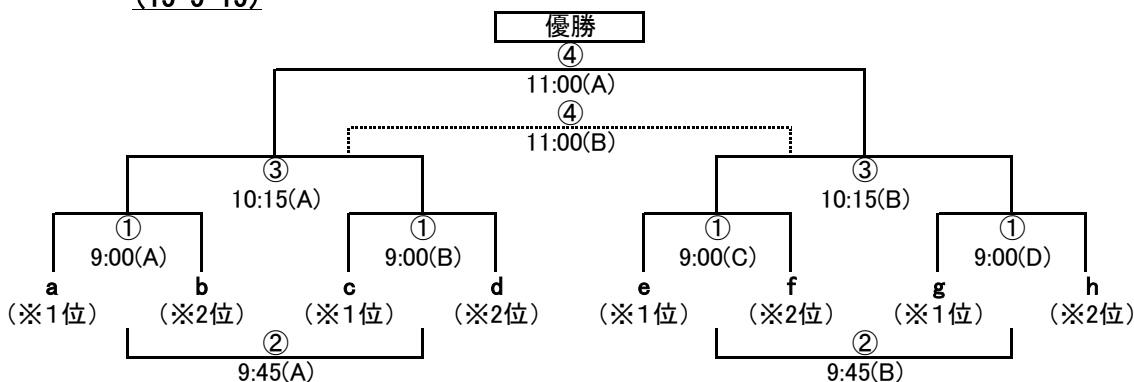 優勝
④
11:00(A)
④
11:00(B)
③ ③
10:15(A) 10:15(B)
① ① ① ①
9:00(A) 9:00(B) 9:00(C) 9:00(D)
a b c d e f g h
(※1位) (※2位) (※1位) (※2位) (※1位) (※2位) (※1位) (※2位)
② ②
9:45(A) 9:45(B)